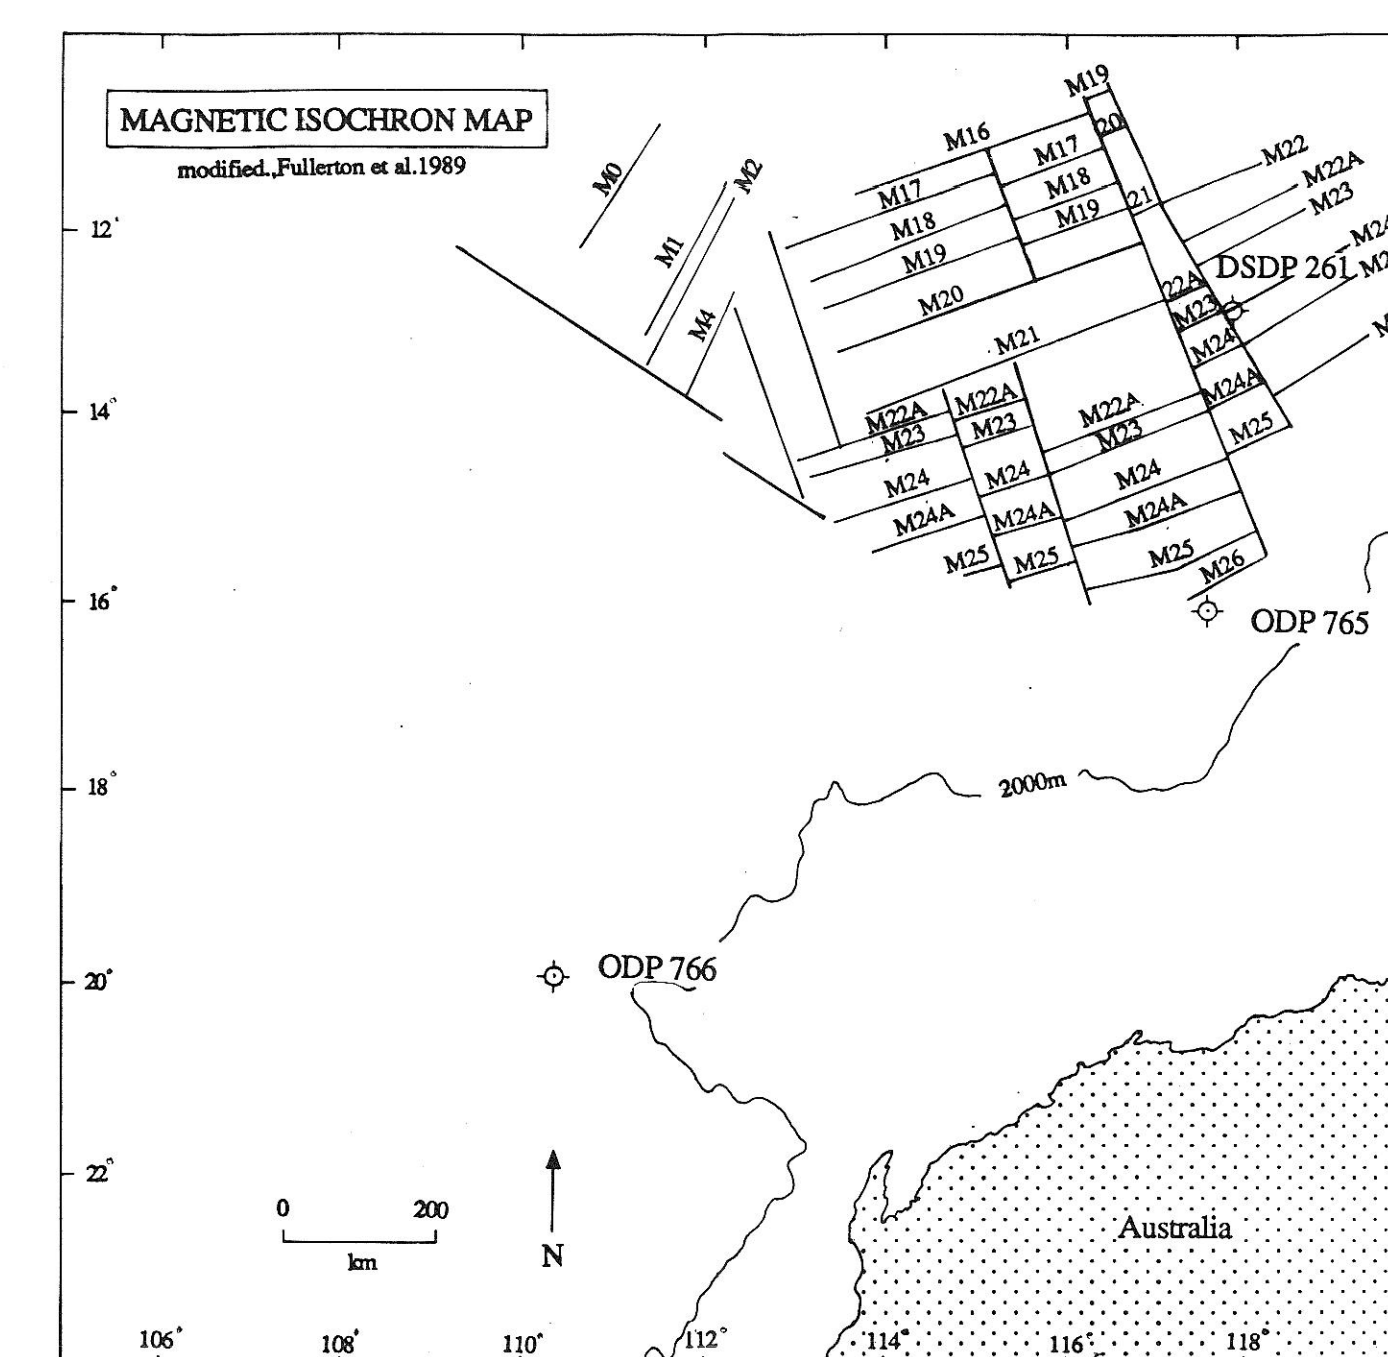 MAGNETIC ISOCHRON MAP
modified.,Fullerton et al.1989
M0
M1
M2
M4
M19
20
M16
M17
M17
M18
M18
M19
M19
M20
21
M22
M22A
M23
DSDP 261
22A
M23
M24
M24A
M25
M21
M22A
M23
M24
M24A
M25
M22A
M23
M24
M24A
M25
M22A
M23
M24
M24A
M25
M26
ODP 765
2000m
ODP 766
0 200
km
N
Australia
12°
14°
16°
18°
20°
22°
106° 108° 110° 112° 114° 116° 118°